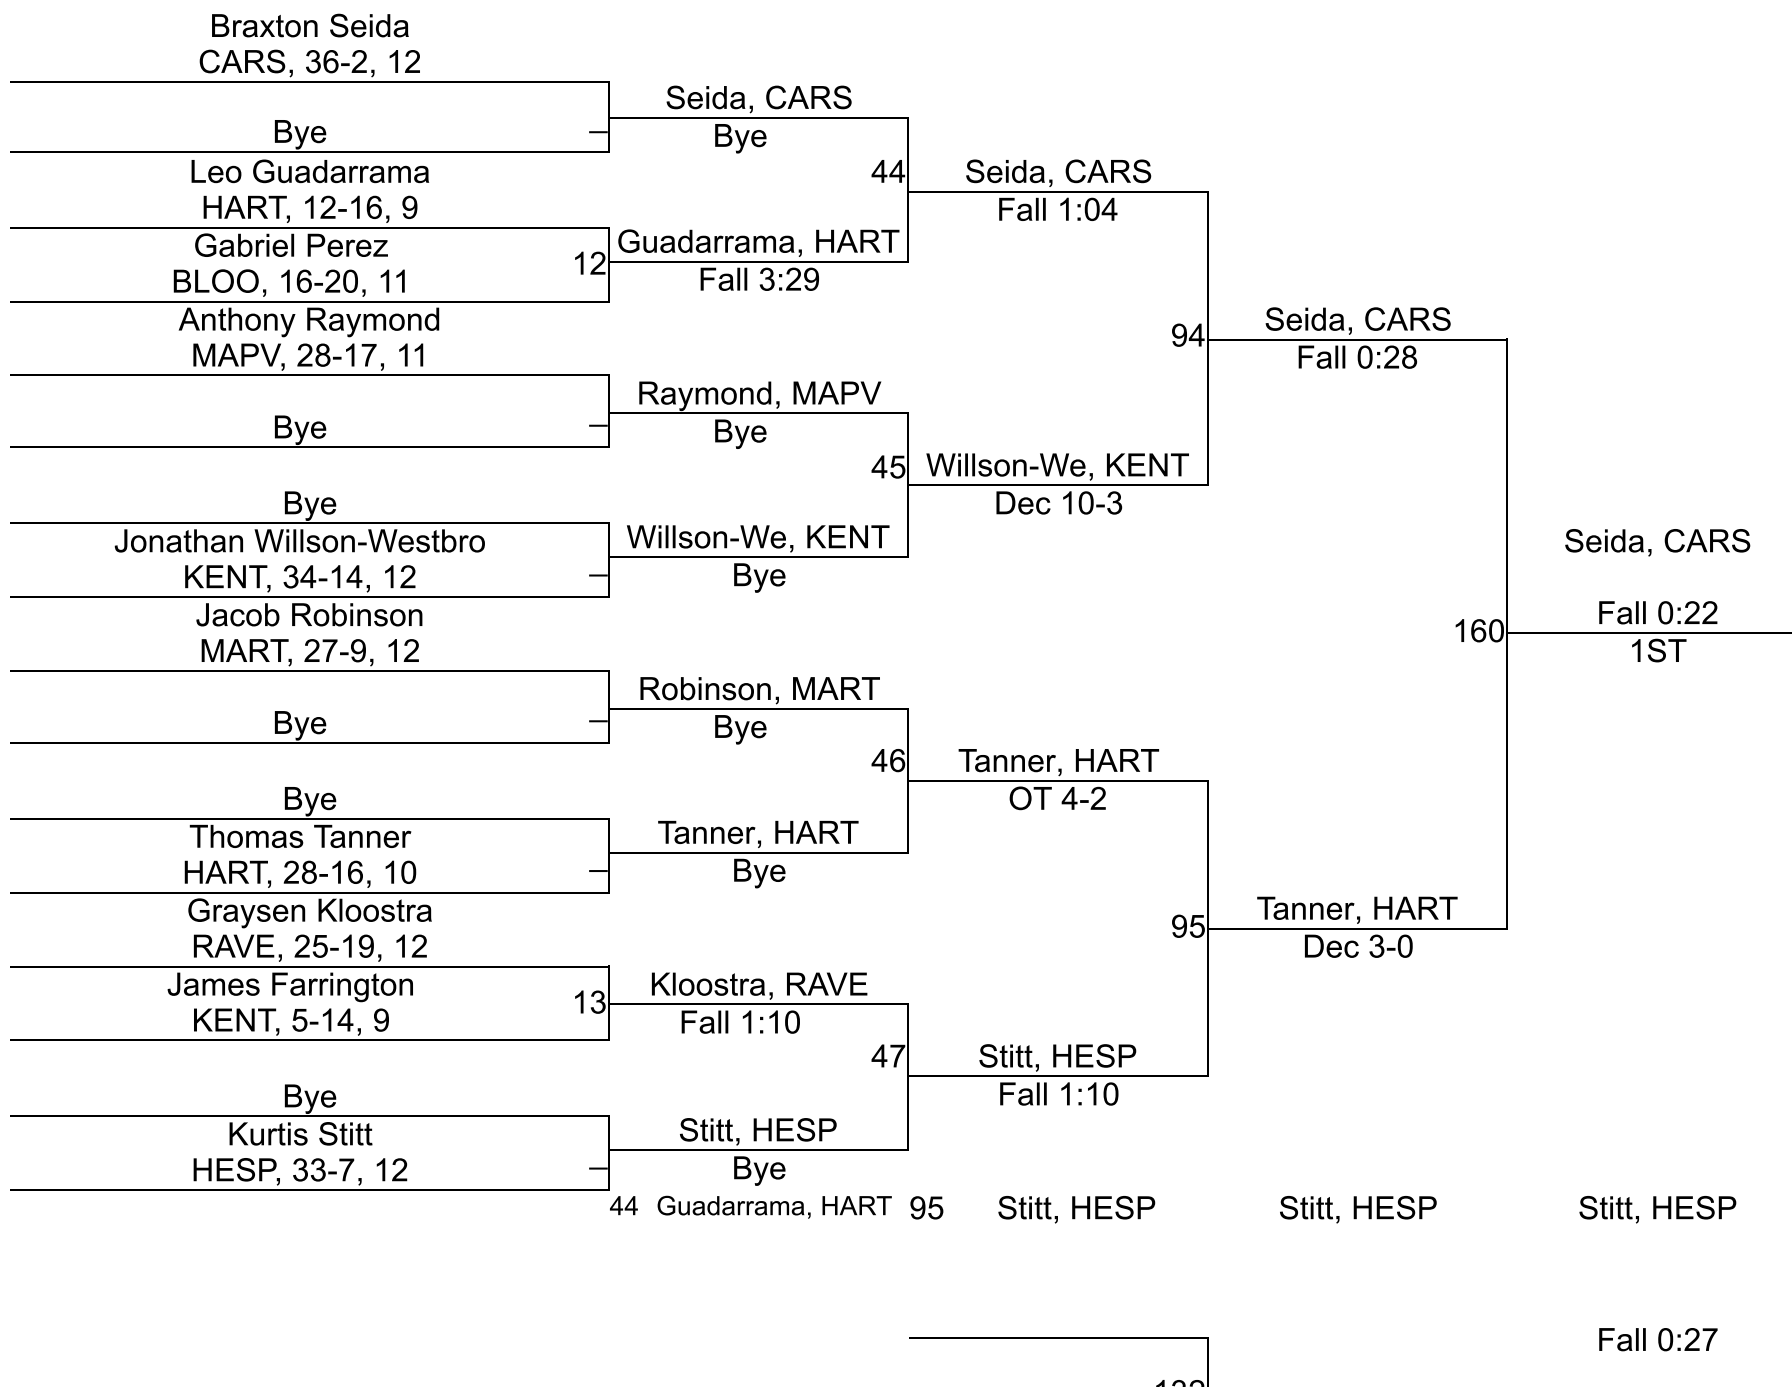 Braxton Seida
CARS, 36-2, 12
Seida, CARS
Bye
Bye
Leo Guadarrama
44
Seida, CARS
HART, 12-16, 9
Fall 1:04
Gabriel Perez
Guadarrama, HART
12
BLOO, 16-20, 11
Fall 3:29
Anthony Raymond
Seida, CARS
94
MAPV, 28-17, 11
Fall 0:28
Raymond, MAPV
Bye
Bye
45
Willson-We, KENT
Bye
Dec 10-3
Jonathan Willson-Westbro
Willson-We, KENT
Seida, CARS
KENT, 34-14, 12
Bye
Jacob Robinson
Fall 0:22
160
MART, 27-9, 12
1ST
Robinson, MART
Bye
Bye
46
Tanner, HART
Bye
OT 4-2
Thomas Tanner
Tanner, HART
HART, 28-16, 10
Bye
Graysen Kloostra
Tanner, HART
95
RAVE, 25-19, 12
Dec 3-0
James Farrington
Kloostra, RAVE
13
KENT, 5-14, 9
Fall 1:10
47
Stitt, HESP
Bye
Fall 1:10
Kurtis Stitt
Stitt, HESP
HESP, 33-7, 12
Bye
44 Guadarrama, HART
95 Stitt, HESP
Stitt, HESP
Stitt, HESP
Fall 0:27